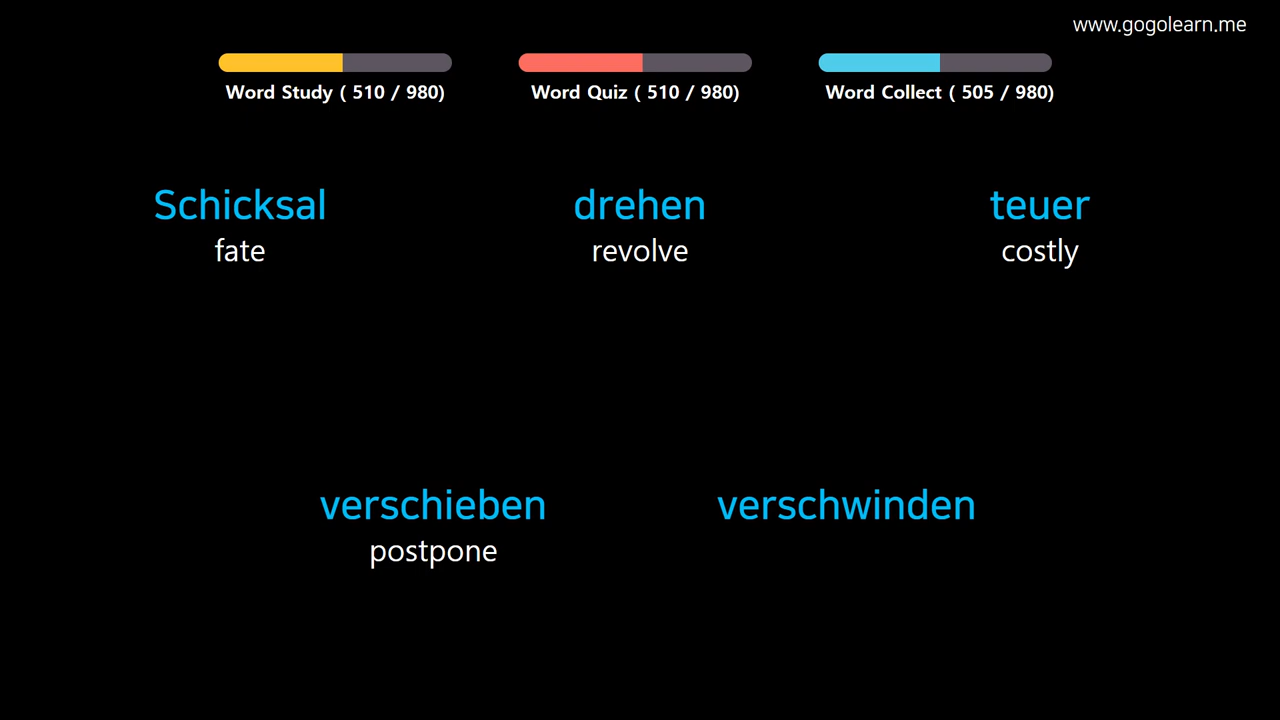 www.gogolearn.me
Word Study ( 510 / 980)
Word Quiz ( 510 / 980)
Word Collect ( 505 / 980)
Schicksal
fate
drehen
revolve
teuer
costly
verschieben
postpone
verschwinden